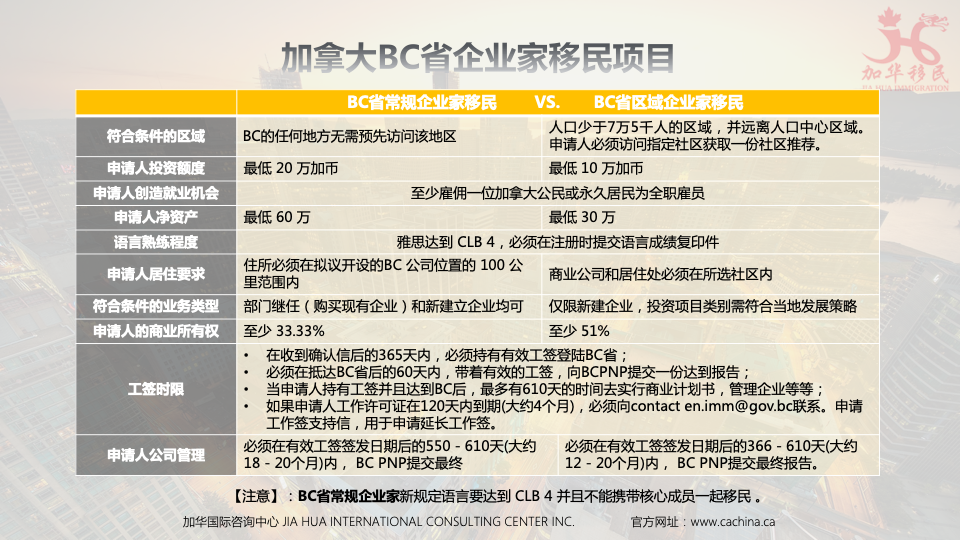 加拿大BC省企业家移民项目
加华移民
JIA HUA IMMIGRATION
BC省常规企业家移民 VS. BC省区域企业家移民
符合条件的区域
BC的任何地方无需预先访问该地区
人口少于7万5千人的区域，并远离人口中心区域。
申请人必须访问指定社区获取一份社区推荐。
申请人投资额度
最低 20 万加币
最低 10 万加币
申请人创造就业机会
至少雇佣一位加拿大公民或永久居民为全职雇员
申请人净资产
最低 60 万
最低 30 万
语言熟练程度
雅思达到 CLB 4，必须在注册时提交语言成绩复印件
申请人居住要求
住所必须在拟议开设的BC 公司位置的 100 公
里范围内
商业公司和居住处必须在所选社区内
符合条件的业务类型
部门继任（购买现有企业）和新建立企业均可
仅限新建企业，投资项目类别需符合当地发展策略
申请人的商业所有权
至少 33.33%
至少 51%
工签时限
• 在收到确认信后的365天内，必须持有有效工签登陆BC省；
• 必须在抵达BC省后的60天内，带着有效的工签，向BCPNP提交一份达到报告；
• 当申请人持有工签并且达到BC后，最多有610天的时间去实行商业计划书，管理企业等等；
• 如果申请人工作许可证在120天内到期(大约4个月)，必须向contact en.imm@gov.bc联系。申请
工作签支持信，用于申请延长工作签。
申请人公司管理
必须在有效工签签发日期后的550 - 610天(大约
18 - 20个月)内， BC PNP提交最终
必须在有效工签签发日期后的366 - 610天(大约
12 - 20个月)内， BC PNP提交最终报告。
【注意】：BC省常规企业家新规定语言要达到 CLB 4 并且不能携带核心成员一起移民 。
加华国际咨询中心 JIA HUA INTERNATIONAL CONSULTING CENTER INC. 官方网址：www.cachina.ca